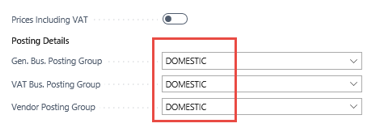 Prices Including VAT
Posting Details
Gen. Bus. Posting Group DOMESTIC
VAT Bus. Posting Group DOMESTIC
Vendor Posting Group DOMESTIC